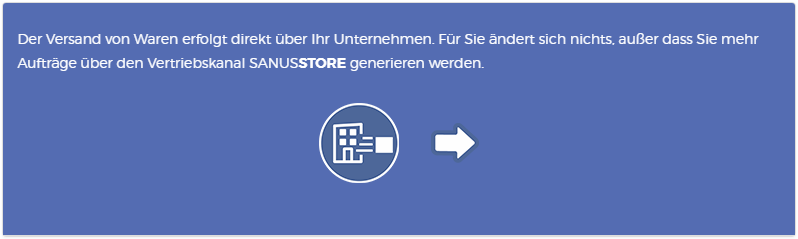 Der Versand von Waren erfolgt direkt über Ihr Unternehmen. Für Sie ändert sich nichts, außer dass Sie mehr
Aufträge über den Vertriebskanal SANUSSTORE generieren werden.